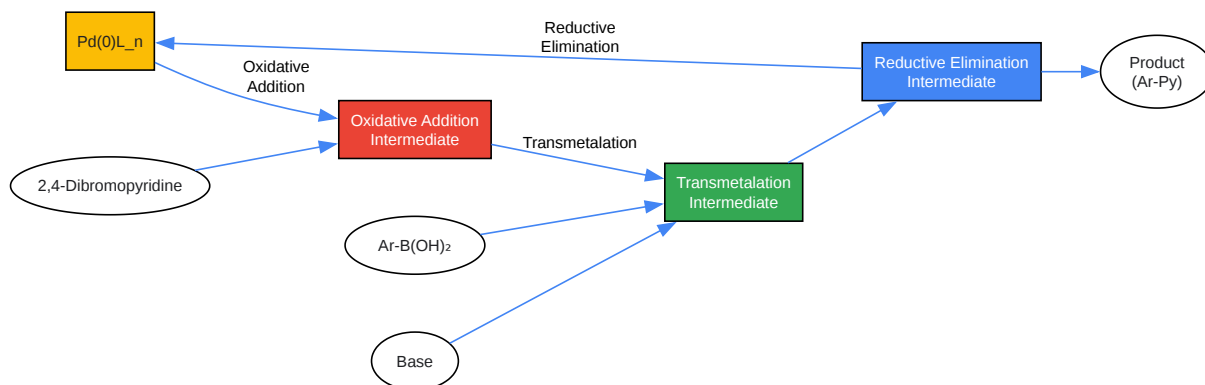 Pd(0)L_n
Reductive
Elimination
Oxidative
Addition
Reductive Elimination
Intermediate
Product
(Ar-Py)
Oxidative Addition
Intermediate
Transmetalation
2,4-Dibromopyridine
Transmetalation
Intermediate
Ar-B(OH)₂
Base